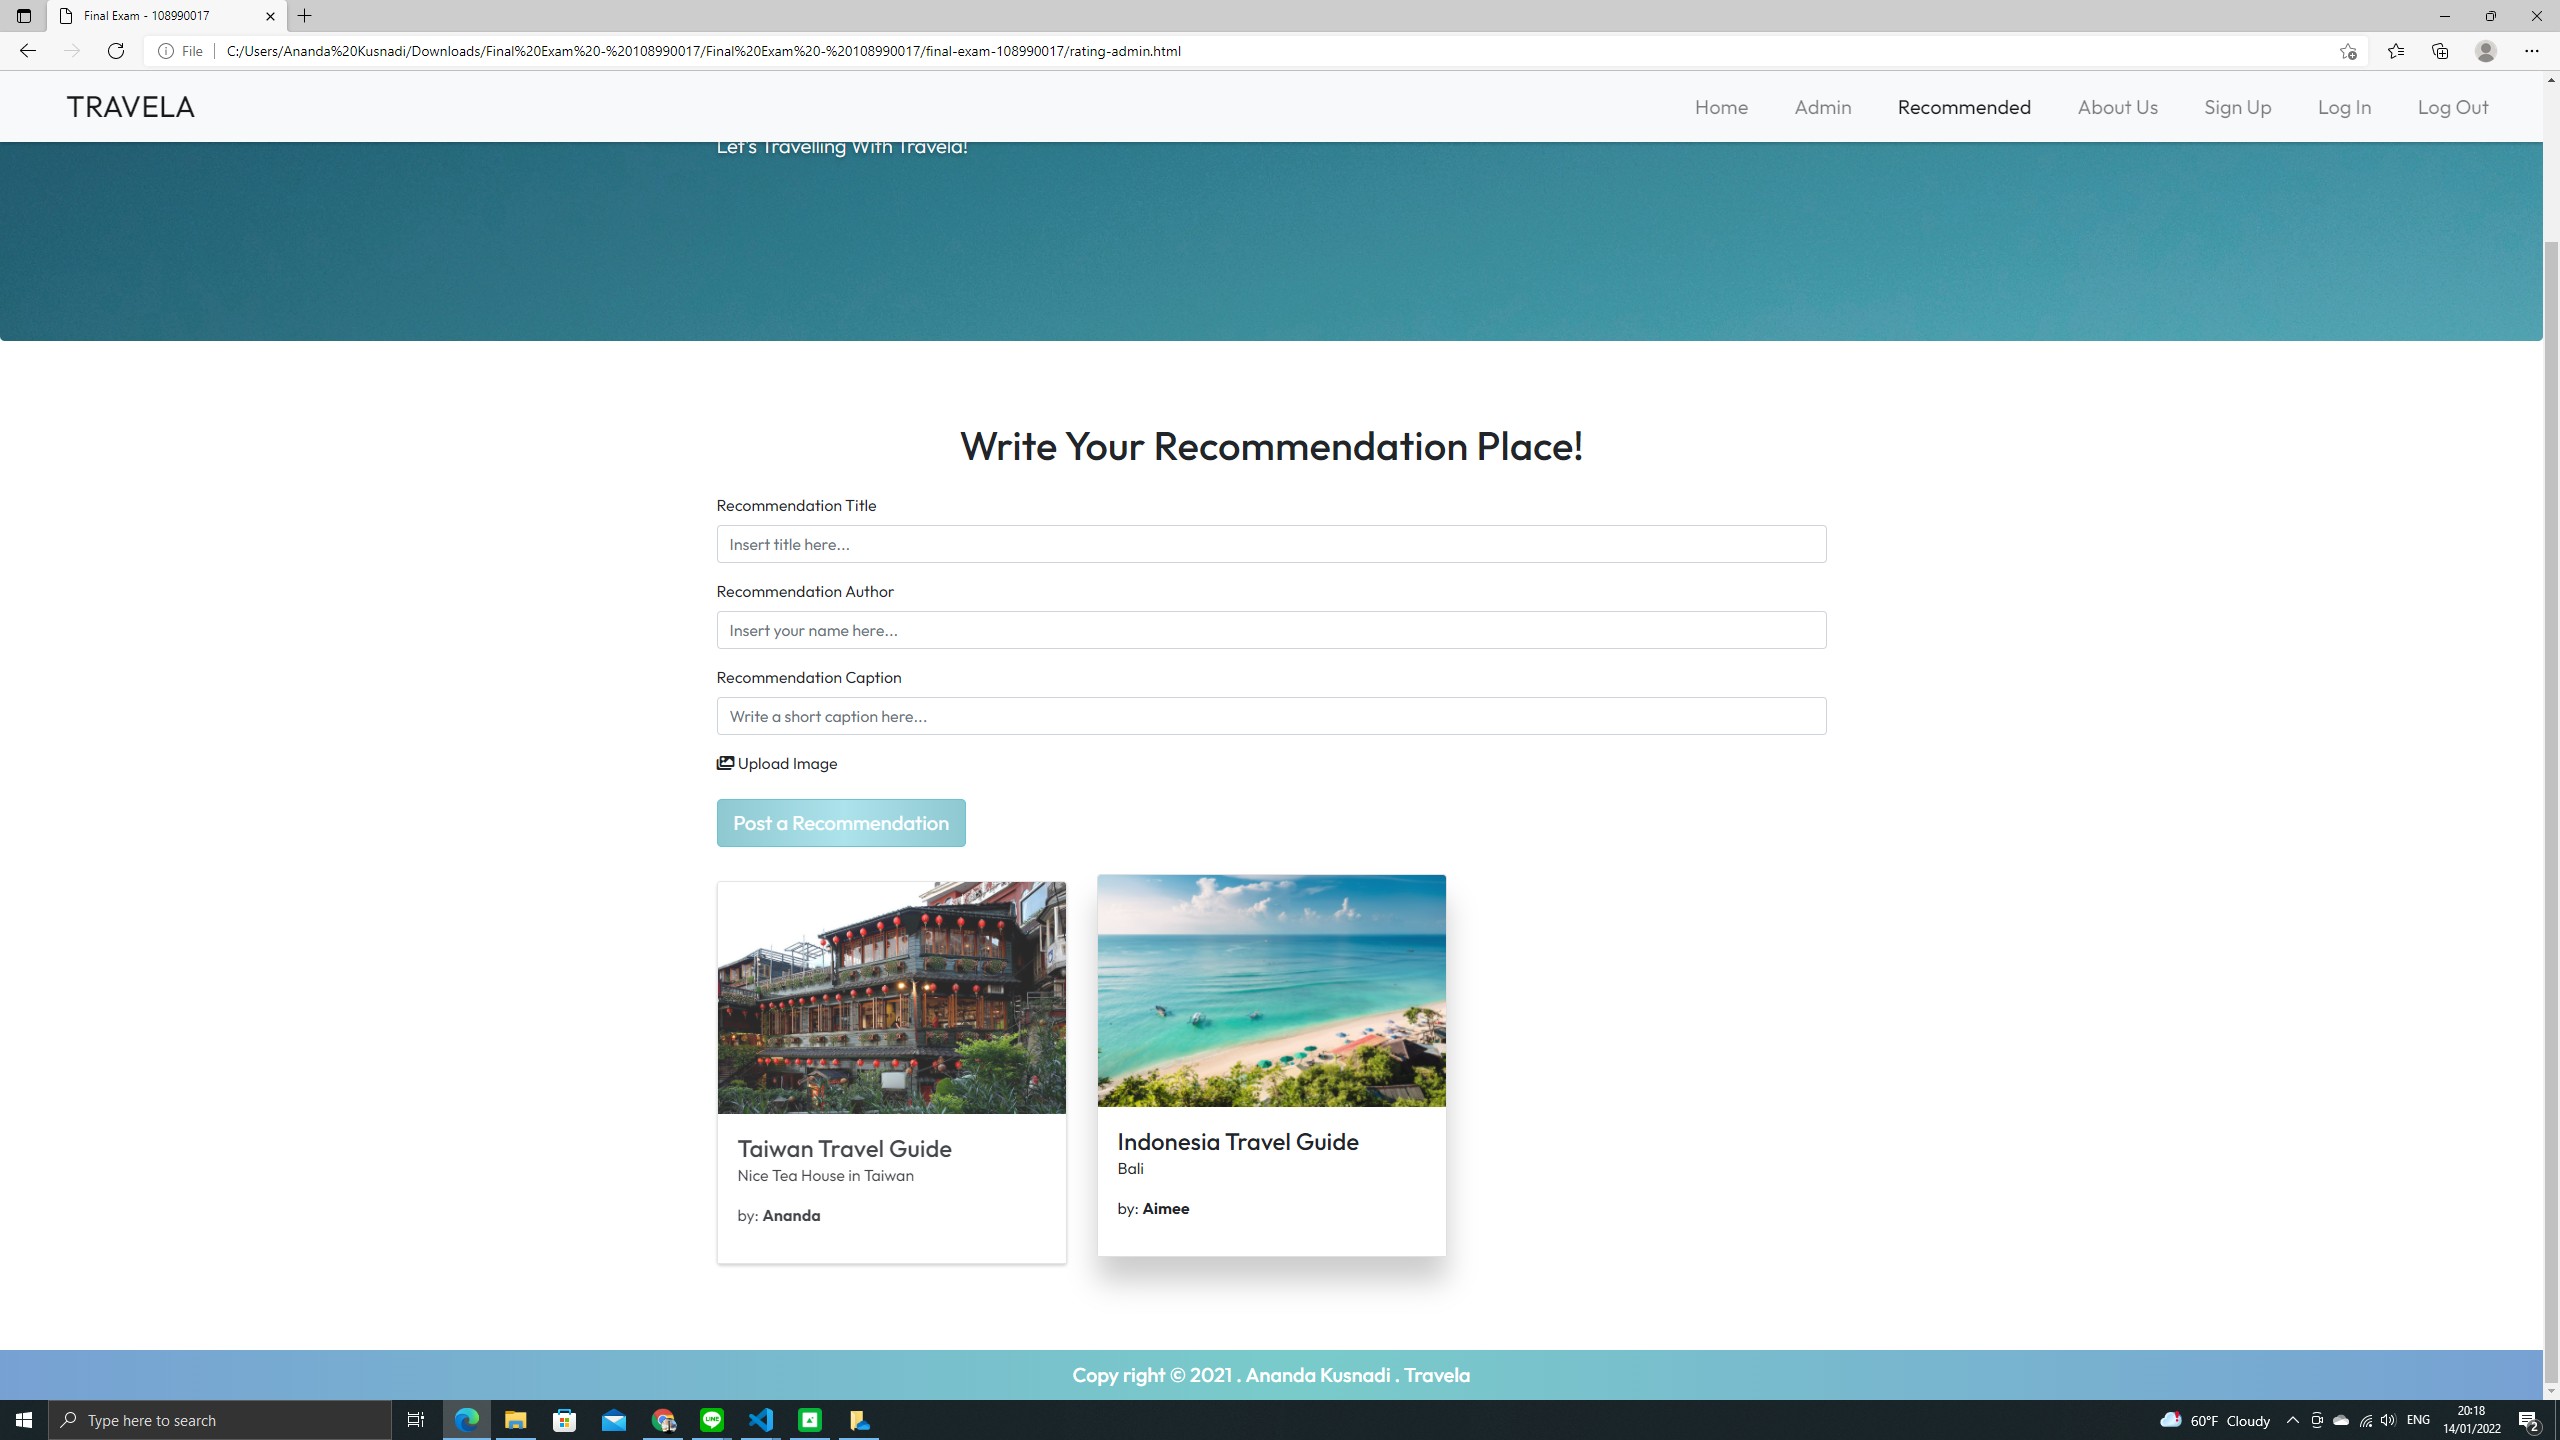 Final Exam - 108990017
File C:/Users/Ananda%20Kusnadi/Downloads/Final%20Exam%20-%20108990017/Final%20Exam%20-%20108990017/final-exam-108990017/rating-admin.html
TRAVELA Home Admin Recommended About Us Sign Up Log In Log Out
Let's Travelling With Travela!
Write Your Recommendation Place!
Recommendation Title
Insert title here...
Recommendation Author
Insert your name here...
Recommendation Caption
Write a short caption here...
Upload Image
Post a Recommendation
Taiwan Travel Guide
Nice Tea House in Taiwan
by: Ananda
Indonesia Travel Guide
Bali
by: Aimee
Copy right © 2021 . Ananda Kusnadi . Travela
Type here to search
LINE
60°F Cloudy
ENG
20:18
14/01/2022
2